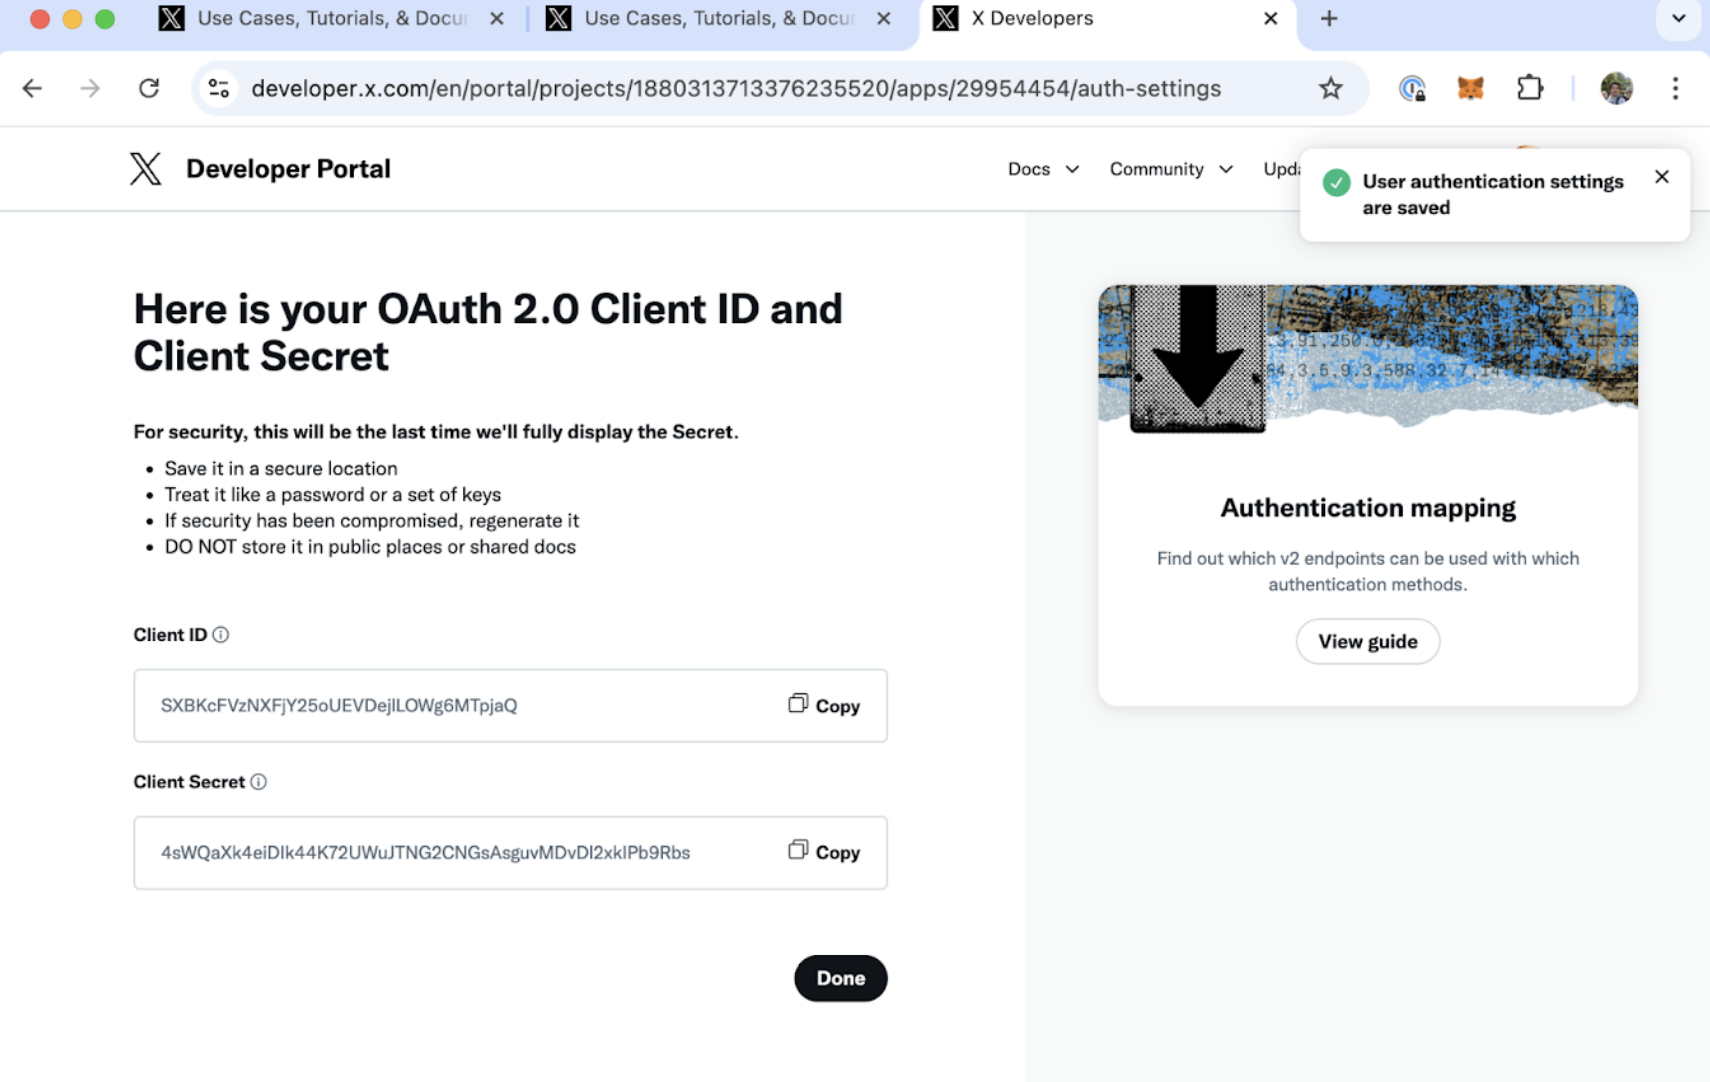 Use Cases, Tutorials, & Docu
Use Cases, Tutorials, & Docu
X Developers
developer.x.com/en/portal/projects/1880313713376235520/apps/29954454/auth-settings
Developer Portal
Docs
Community
Upda
User authentication settings
are saved
Here is your OAuth 2.0 Client ID and
Client Secret
For security, this will be the last time we'll fully display the Secret.
• Save it in a secure location
• Treat it like a password or a set of keys
• If security has been compromised, regenerate it
• DO NOT store it in public places or shared docs
Client ID
SXBKcFVzNXFjY25oUEVDejlLOWg6MTpjaQ
Copy
Client Secret
4sWQaXk4eiDIk44K72UWuJTNG2CNGsAsguvMDvDl2xklPb9Rbs
Copy
Done
Authentication mapping
Find out which v2 endpoints can be used with which
authentication methods.
View guide